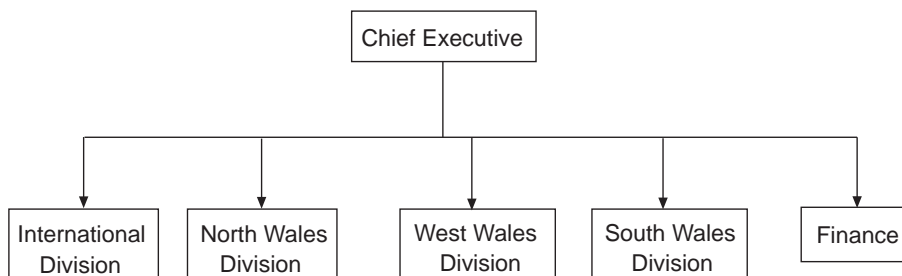 Chief Executive
International
Division
North Wales
Division
West Wales
Division
South Wales
Division
Finance